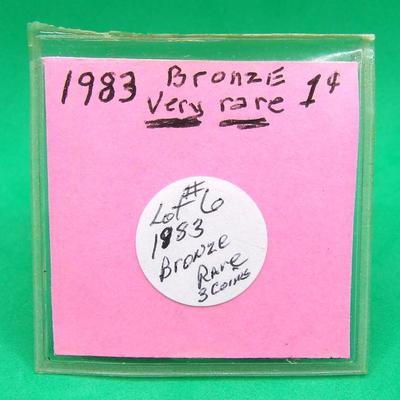 1983 Bronze 1¢
Very rare
Lot #6
1983
Bronze
Rare
3 coins